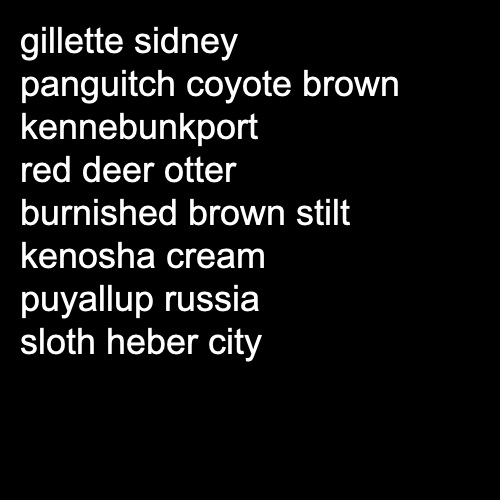 gillette sidney
panguitch coyote brown
kennebunkport
red deer otter
burnished brown stilt
kenosha cream
puyallup russia
sloth heber city